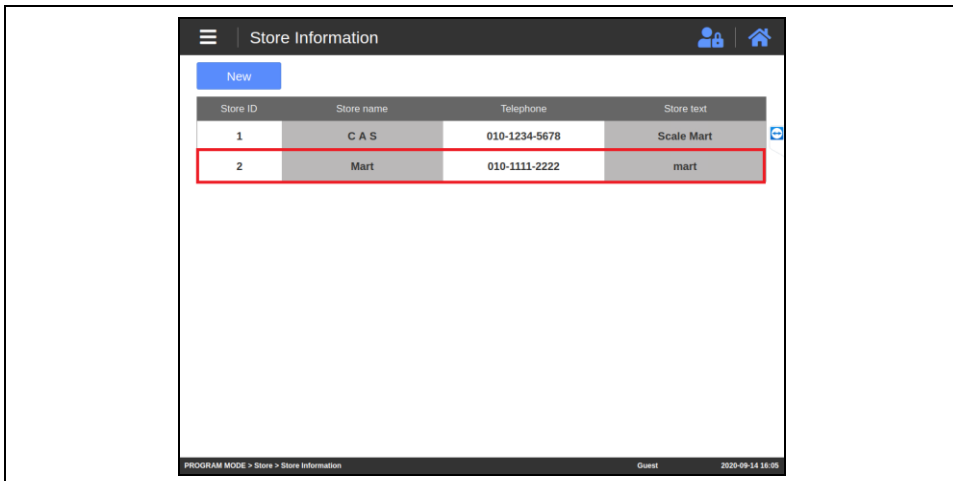 Store Information
New
Store ID Store name Telephone Store text
1 C A S 010-1234-5678 Scale Mart
2 Mart 010-1111-2222 mart
PROGRAM MODE > Store > Store Information Guest 2020-09-14 16:05